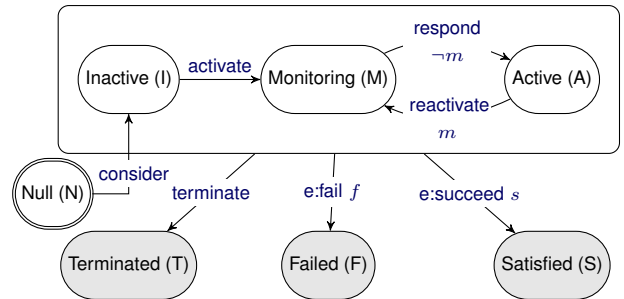 respond
¬m
Inactive (I)
activate
Monitoring (M)
Active (A)
reactivate
m
consider
Null (N)
terminate
e:fail f
e:succeed s
Terminated (T)
Failed (F)
Satisfied (S)